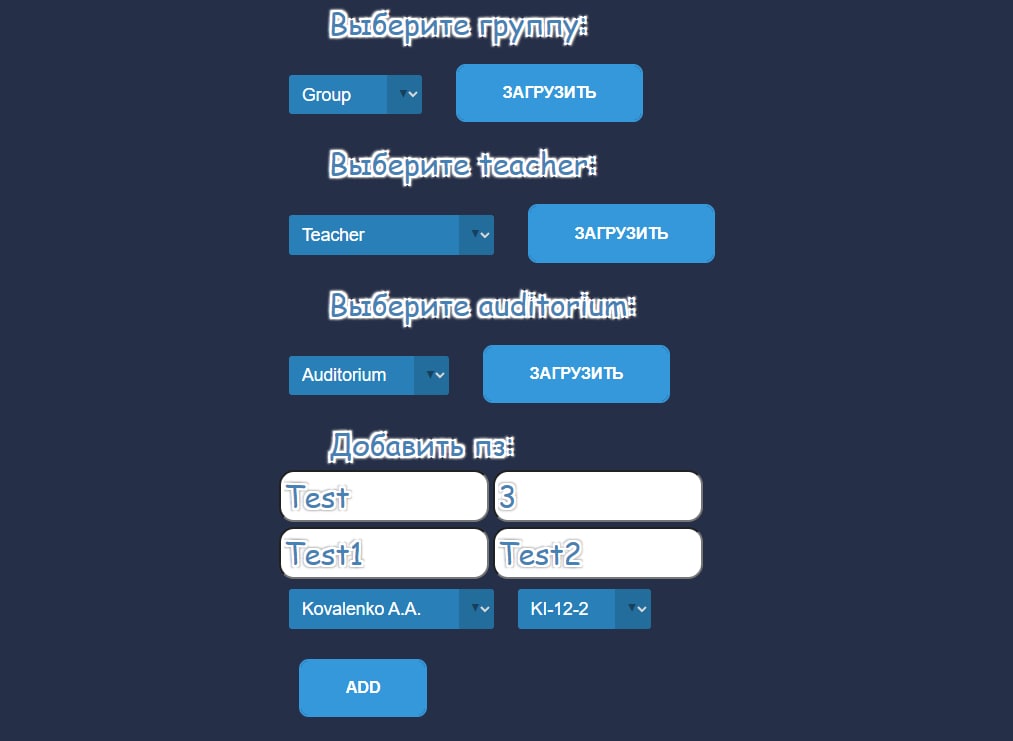 Выберите группу:
Group ЗАГРУЗИТЬ
Выберите teacher:
Teacher ЗАГРУЗИТЬ
Выберите auditorium:
Auditorium ЗАГРУЗИТЬ
Добавить пз:
Test 3
Test1 Test2
Kovalenko A.A. KI-12-2
ADD